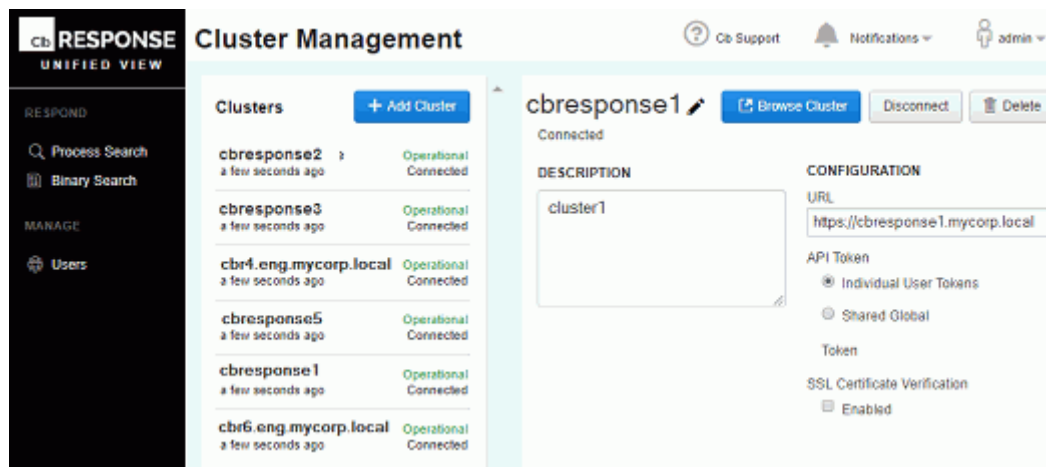 Cb RESPONSE
UNIFIED VIEW
RESPOND
Process Search
Binary Search
MANAGE
Users
Cluster Management
Cb Support
Notifications
admin
Clusters
+ Add Cluster
cbresponse2
Operational
a few seconds ago
Connected
cbresponse3
Operational
a few seconds ago
Connected
cbr4.eng.mycorp.local
Operational
a few seconds ago
Connected
cbresponse5
Operational
a few seconds ago
Connected
cbresponse1
Operational
a few seconds ago
Connected
cbr6.eng.mycorp.local
Operational
a few seconds ago
Connected
cbresponse1
Browse Cluster
Disconnect
Delete
Connected
DESCRIPTION
cluster1
CONFIGURATION
URL
https://cbresponse1.mycorp.local
API Token
Individual User Tokens
Shared Global
Token
SSL Certificate Verification
Enabled